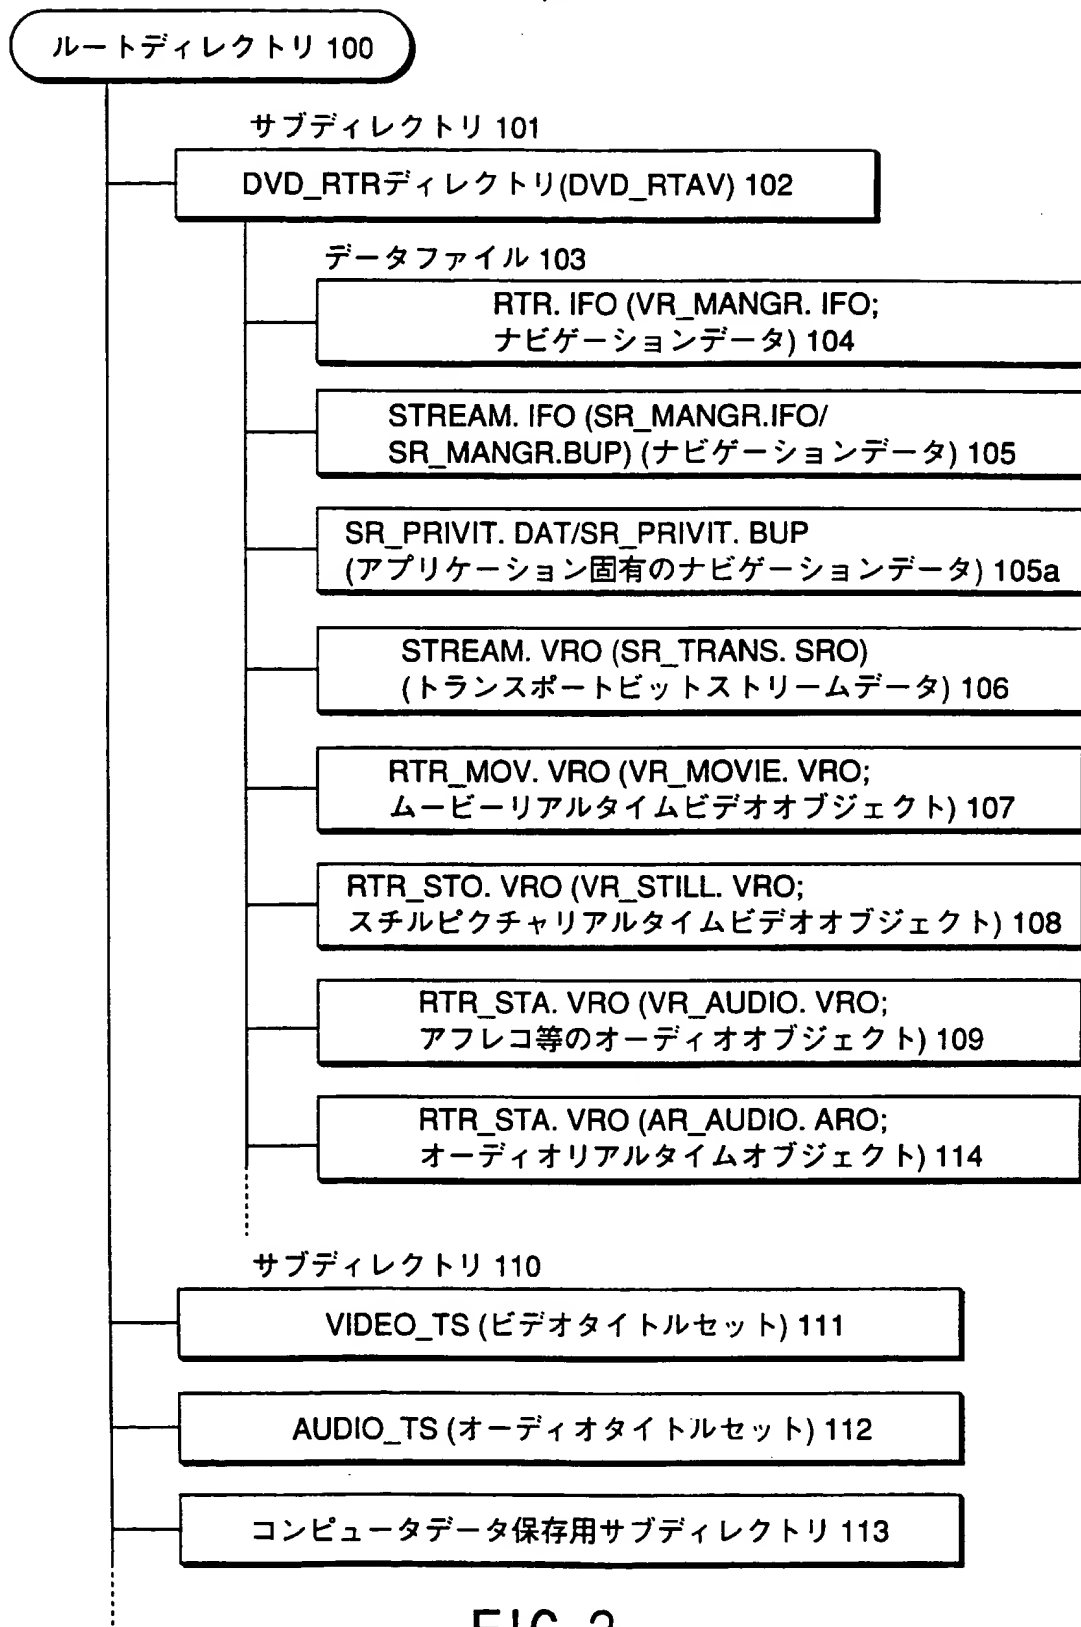 ルートディレクトリ 100
サブディレクトリ 101
DVD_RTRディレクトリ(DVD_RTAV) 102
データファイル 103
RTR. IFO (VR_MANGR. IFO;
ナビゲーションデータ) 104
STREAM. IFO (SR_MANGR.IFO/
SR_MANGR.BUP) (ナビゲーションデータ) 105
SR_PRIVIT. DAT/SR_PRIVIT. BUP
(アプリケーション固有のナビゲーションデータ) 105a
STREAM. VRO (SR_TRANS. SRO)
(トランスポートビットストリームデータ) 106
RTR_MOV. VRO (VR_MOVIE. VRO;
ムービーリアルタイムビデオオブジェクト) 107
RTR_STO. VRO (VR_STILL. VRO;
スチルピクチャリアルタイムビデオオブジェクト) 108
RTR_STA. VRO (VR_AUDIO. VRO;
アフレコ等のオーディオオブジェクト) 109
RTR_STA. VRO (AR_AUDIO. ARO;
オーディオリアルタイムオブジェクト) 114
サブディレクトリ 110
VIDEO_TS (ビデオタイトルセット) 111
AUDIO_TS (オーディオタイトルセット) 112
コンピュータデータ保存用サブディレクトリ 113